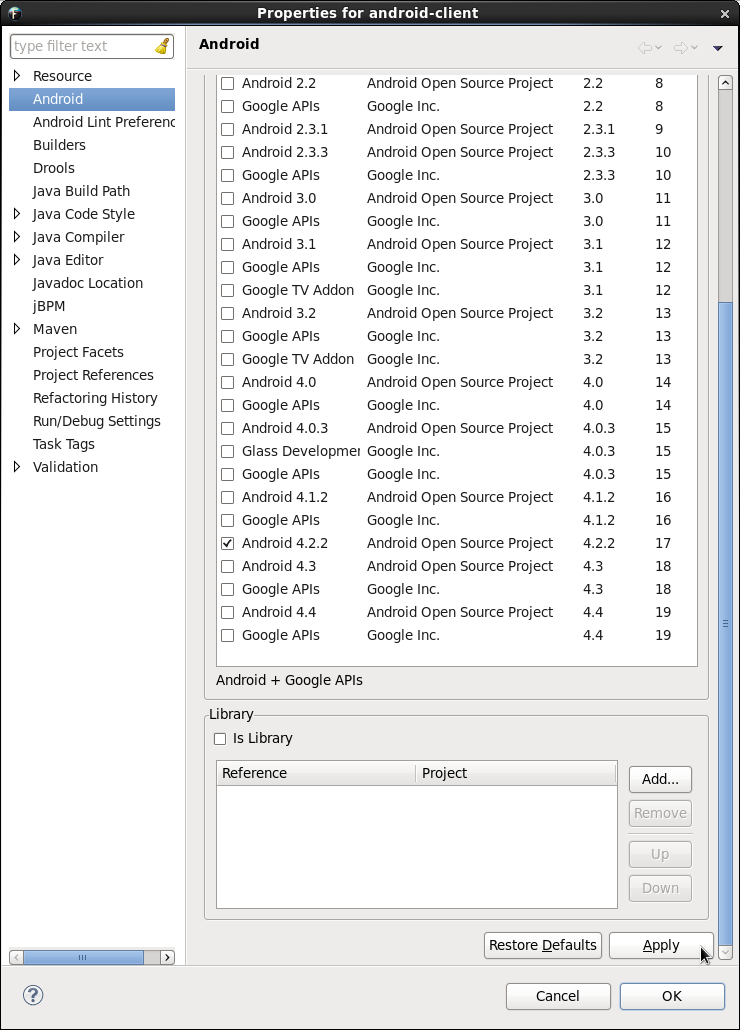 Properties for android-client
type filter text
Resource
Android
Android Lint Preferenc
Builders
Drools
Java Build Path
Java Code Style
Java Compiler
Java Editor
Javadoc Location
jBPM
Maven
Project Facets
Project References
Refactoring History
Run/Debug Settings
Task Tags
Validation
Android
Android 2.2 Android Open Source Project 2.2 8
Google APIs Google Inc. 2.2 8
Android 2.3.1 Android Open Source Project 2.3.1 9
Android 2.3.3 Android Open Source Project 2.3.3 10
Google APIs Google Inc. 2.3.3 10
Android 3.0 Android Open Source Project 3.0 11
Google APIs Google Inc. 3.0 11
Android 3.1 Android Open Source Project 3.1 12
Google APIs Google Inc. 3.1 12
Google TV Addon Google Inc. 3.1 12
Android 3.2 Android Open Source Project 3.2 13
Google APIs Google Inc. 3.2 13
Google TV Addon Google Inc. 3.2 13
Android 4.0 Android Open Source Project 4.0 14
Google APIs Google Inc. 4.0 14
Android 4.0.3 Android Open Source Project 4.0.3 15
Glass Developmer Google Inc. 4.0.3 15
Google APIs Google Inc. 4.0.3 15
Android 4.1.2 Android Open Source Project 4.1.2 16
Google APIs Google Inc. 4.1.2 16
Android 4.2.2 Android Open Source Project 4.2.2 17
Android 4.3 Android Open Source Project 4.3 18
Google APIs Google Inc. 4.3 18
Android 4.4 Android Open Source Project 4.4 19
Google APIs Google Inc. 4.4 19
Android + Google APIs
Library
Is Library
Reference Project
Add...
Remove
Up
Down
Restore Defaults Apply
? Cancel OK